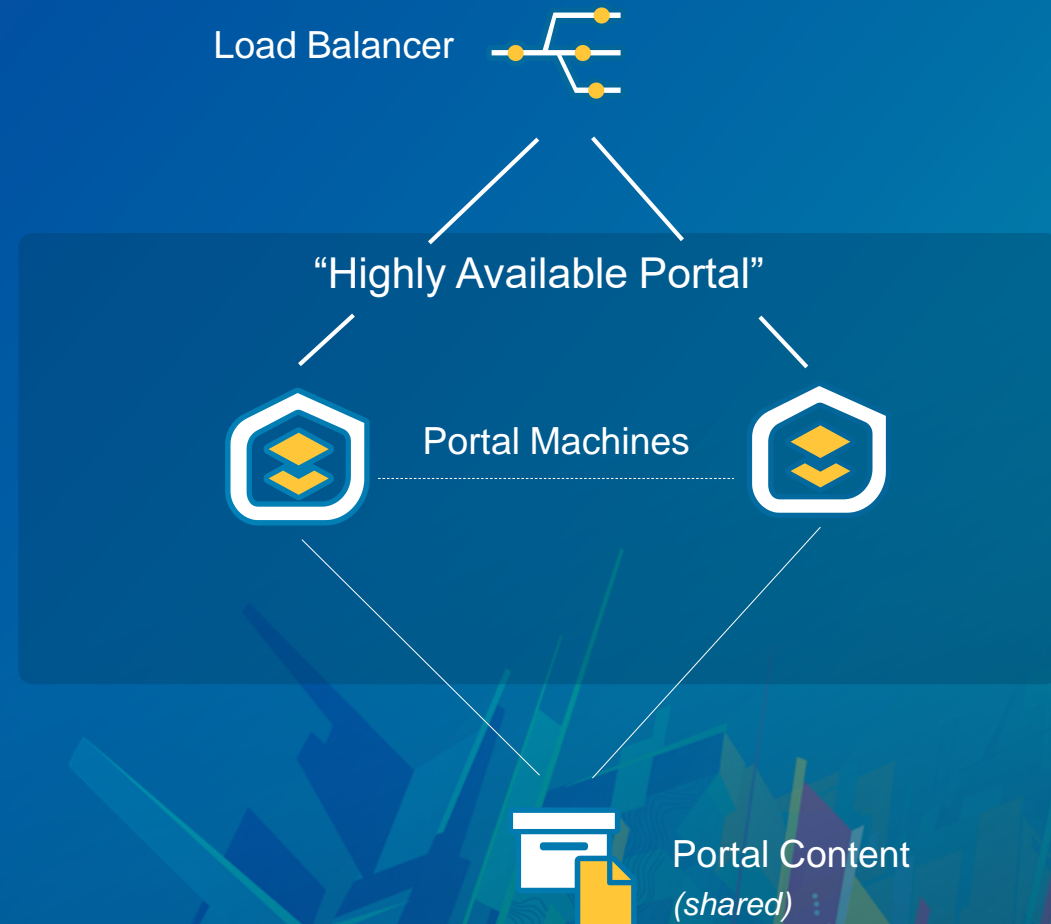 Load Balancer
“Highly Available Portal”
Portal Machines
Portal Content
(shared)